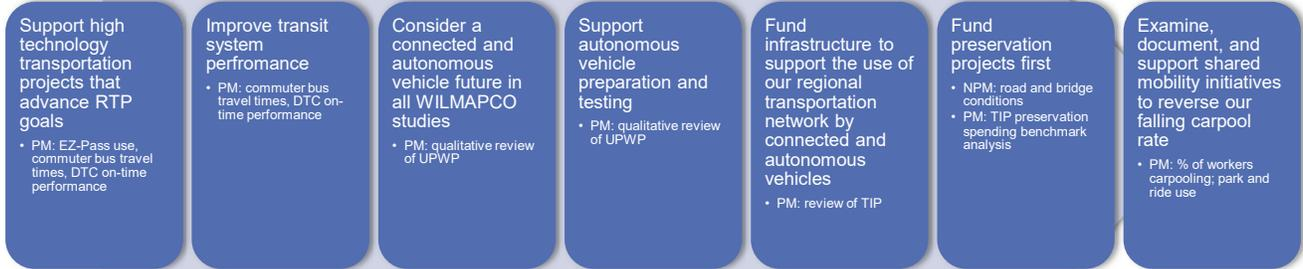 Support high
technology
transportation
projects that
advance RTP
goals
• PM: EZ-Pass use,
commuter bus travel
times, DTC on-time
performance
Improve transit
system
perfromance
• PM: commuter bus
travel times, DTC on-
time performance
Consider a
connected and
autonomous
vehicle future in
all WILMAPCO
studies
• PM: qualitative review
of UPWP
Support
autonomous
vehicle
preparation and
testing
• PM: qualitative review
of UPWP
Fund
infrastructure to
support the use of
our regional
transportation
network by
connected and
autonomous
vehicles
• PM: review of TIP
Fund
preservation
projects first
• NPM: road and bridge
conditions
• PM: TIP preservation
spending benchmark
analysis
Examine,
document, and
support shared
mobility initiatives
to reverse our
falling carpool
rate
• PM: % of workers
carpooling; park and
ride use